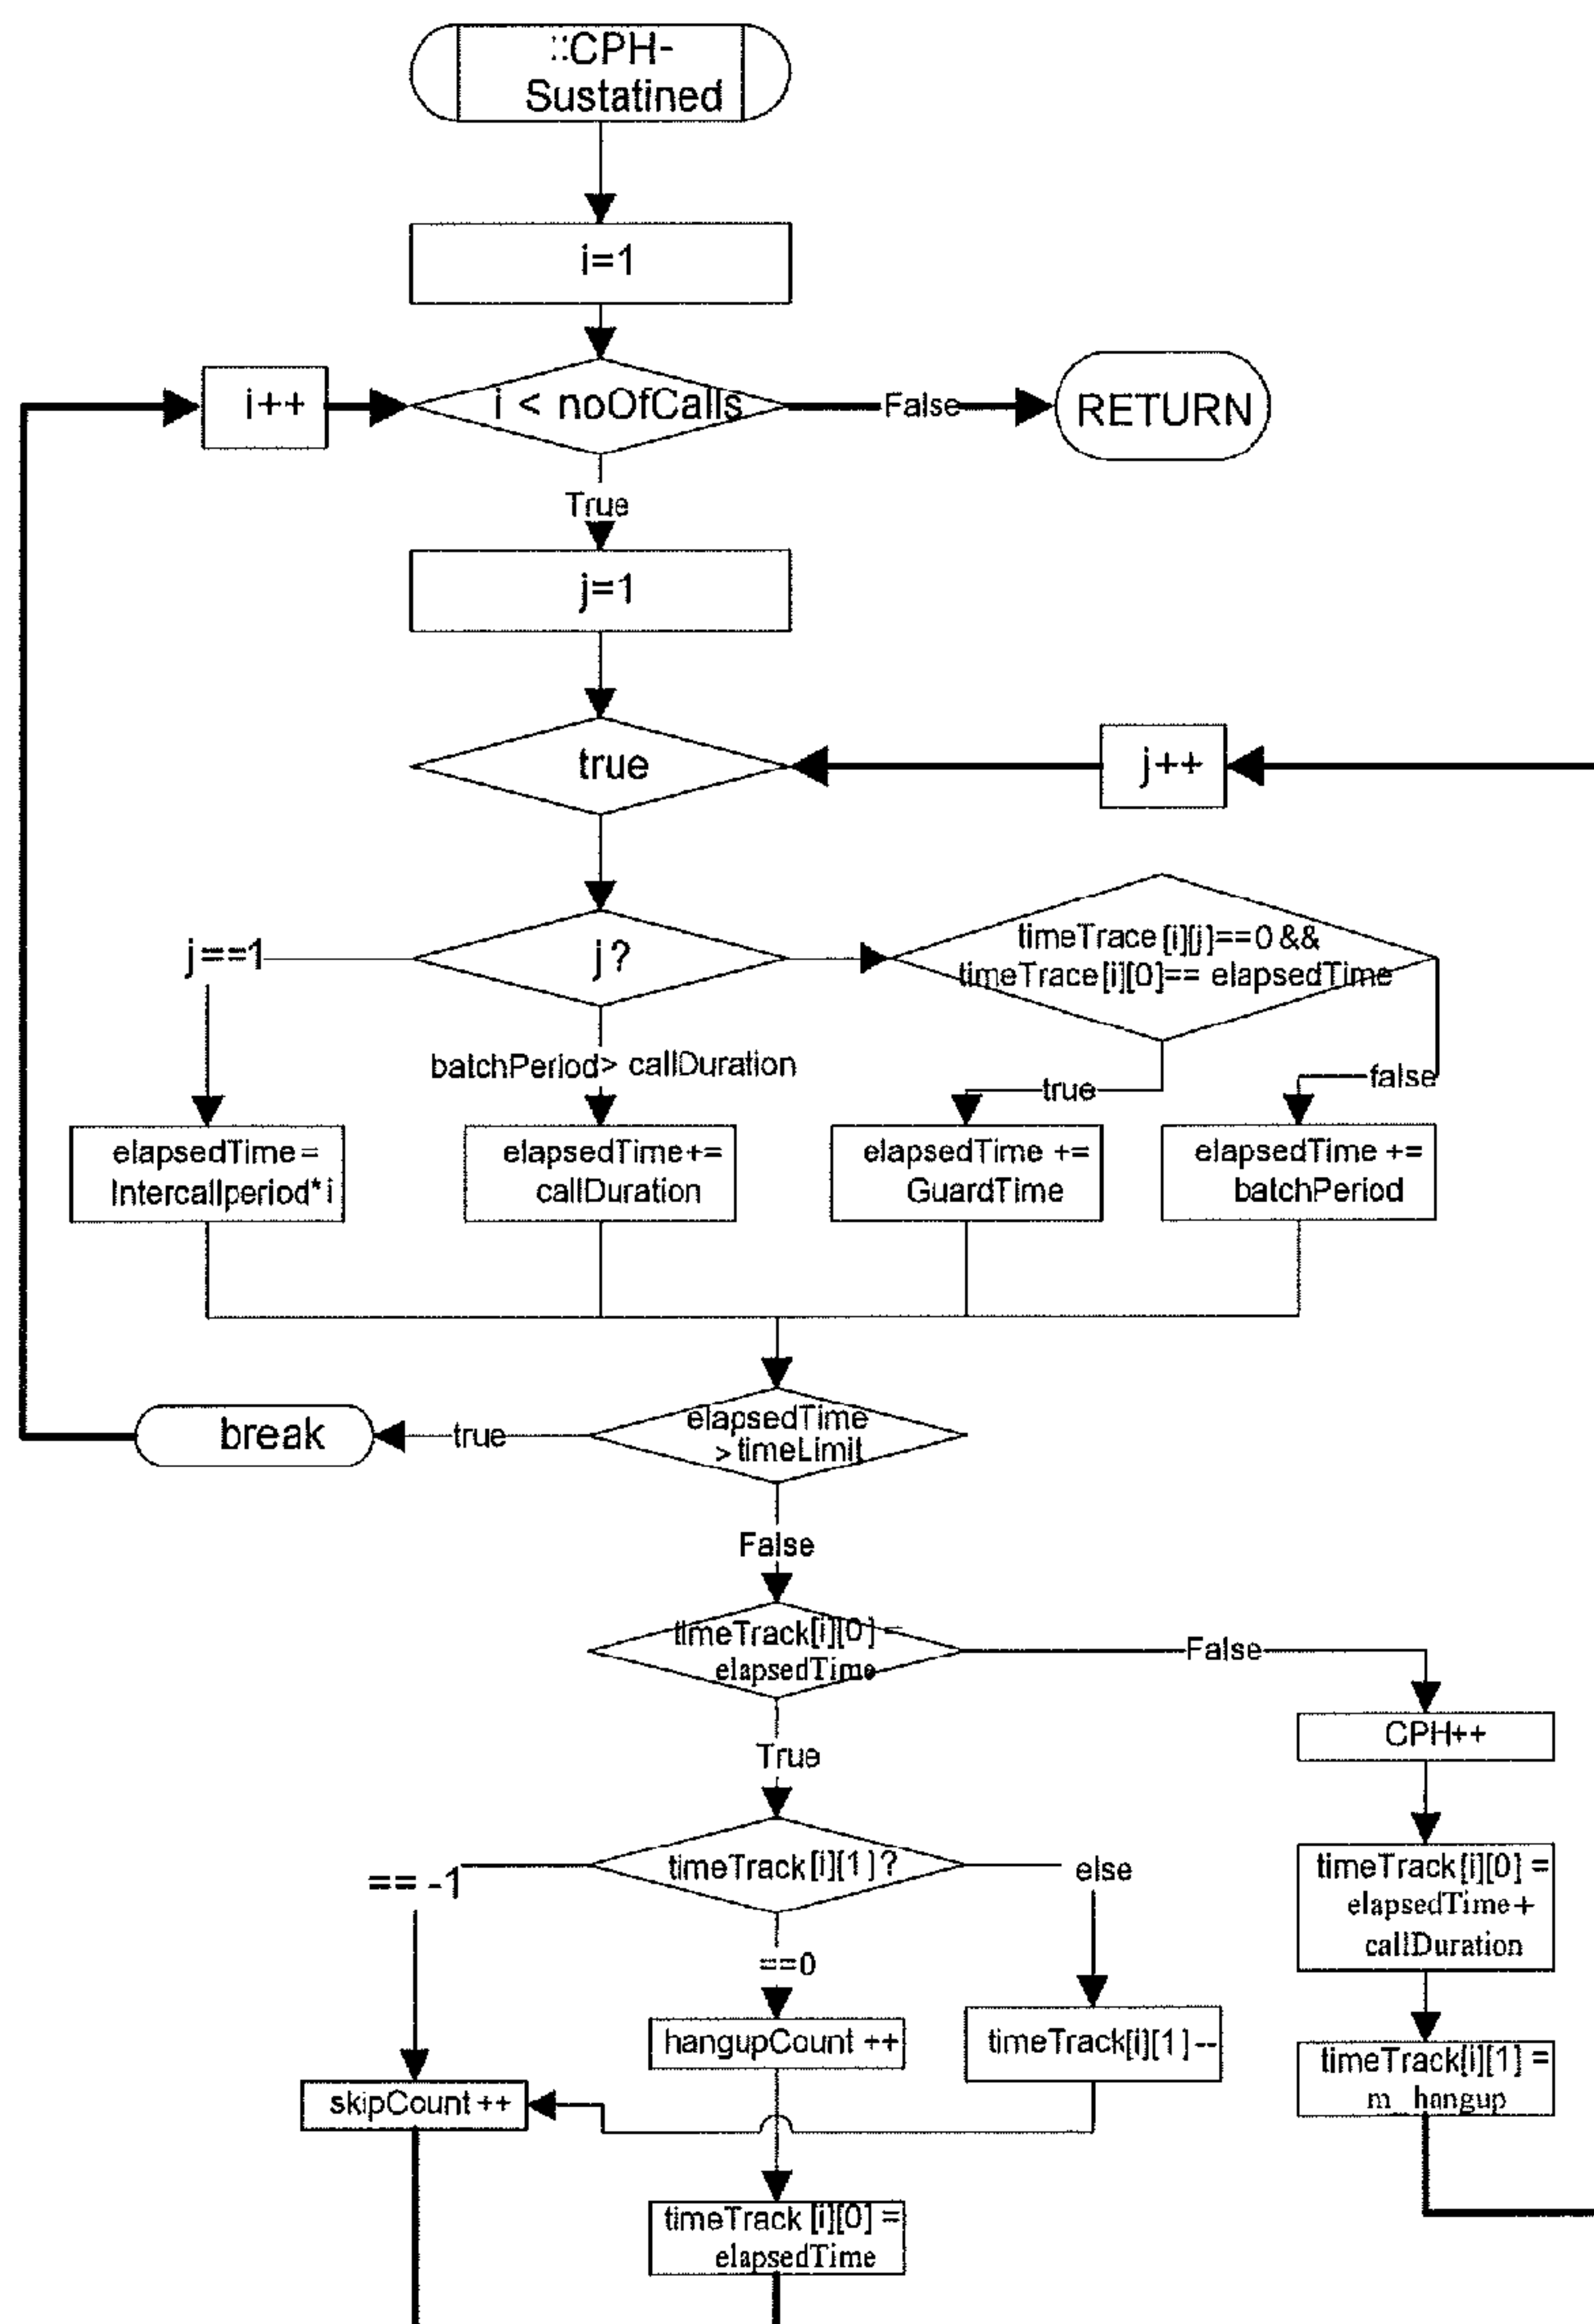 ::CPH-
Sustatined
i=1
i++
i < noOfCalls
False
RETURN
True
j=1
true
j++
j?
j==1
timeTrace[i][j]==0 &&
timeTrace[i][0]== elapsedTime
batchPeriod> callDuration
true
false
elapsedTime =
Intercallperiod* i
elapsedTime+=
callDuration
elapsedTime +=
GuardTime
elapsedTime +=
batchPeriod
break
true
elapsedTime
>timeLimit
False
timeTrack[i][0] =
elapsedTime
False
True
CPH++
timeTrack[i][1]?
== -1
else
==0
timeTrack[i][0] =
elapsedTime+
callDuration
hangupCount ++
timeTrack[i][1] --
timeTrack[i][1] =
m_hangup
skipCount ++
timeTrack [i][0] =
elapsedTime